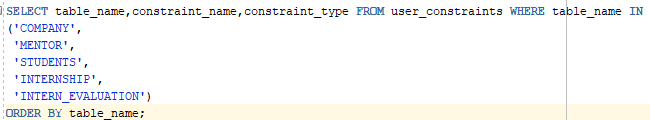 SELECT table_name,constraint_name,constraint_type FROM user_constraints WHERE table_name IN
('COMPANY',
'MENTOR',
'STUDENTS',
'INTERNSHIP',
'INTERN_EVALUATION')
ORDER BY table_name;